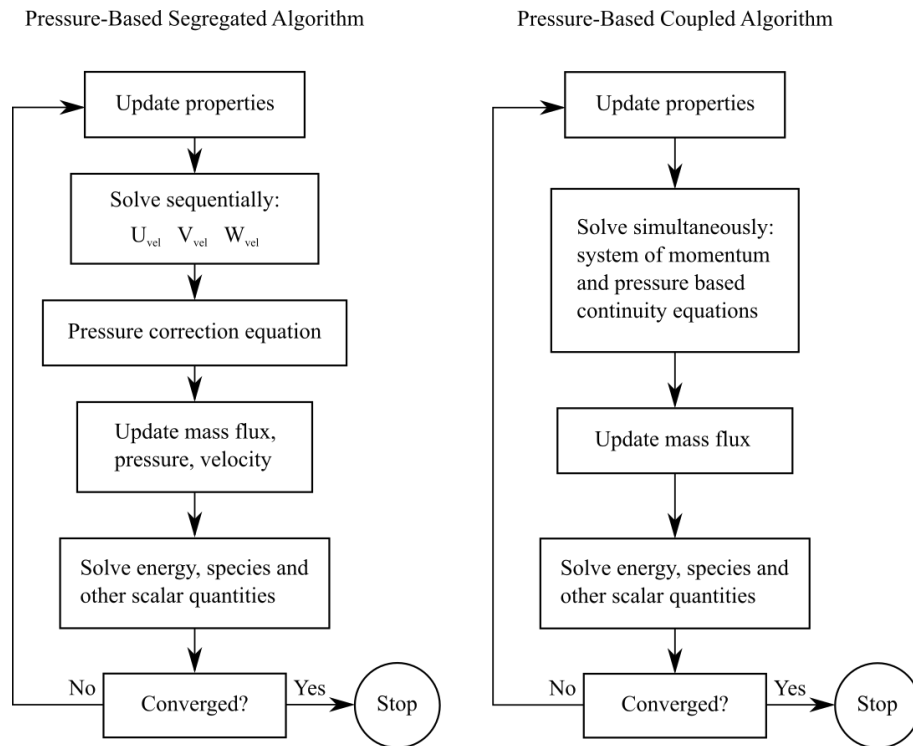 Pressure-Based Segregated Algorithm
Update properties
Solve sequentially:
U_vel V_vel W_vel
Pressure correction equation
Update mass flux,
pressure, velocity
Solve energy, species and
other scalar quantities
No
Converged?
Yes
Stop
Pressure-Based Coupled Algorithm
Update properties
Solve simultaneously:
system of momentum
and pressure based
continuity equations
Update mass flux
Solve energy, species and
other scalar quantities
No
Converged?
Yes
Stop